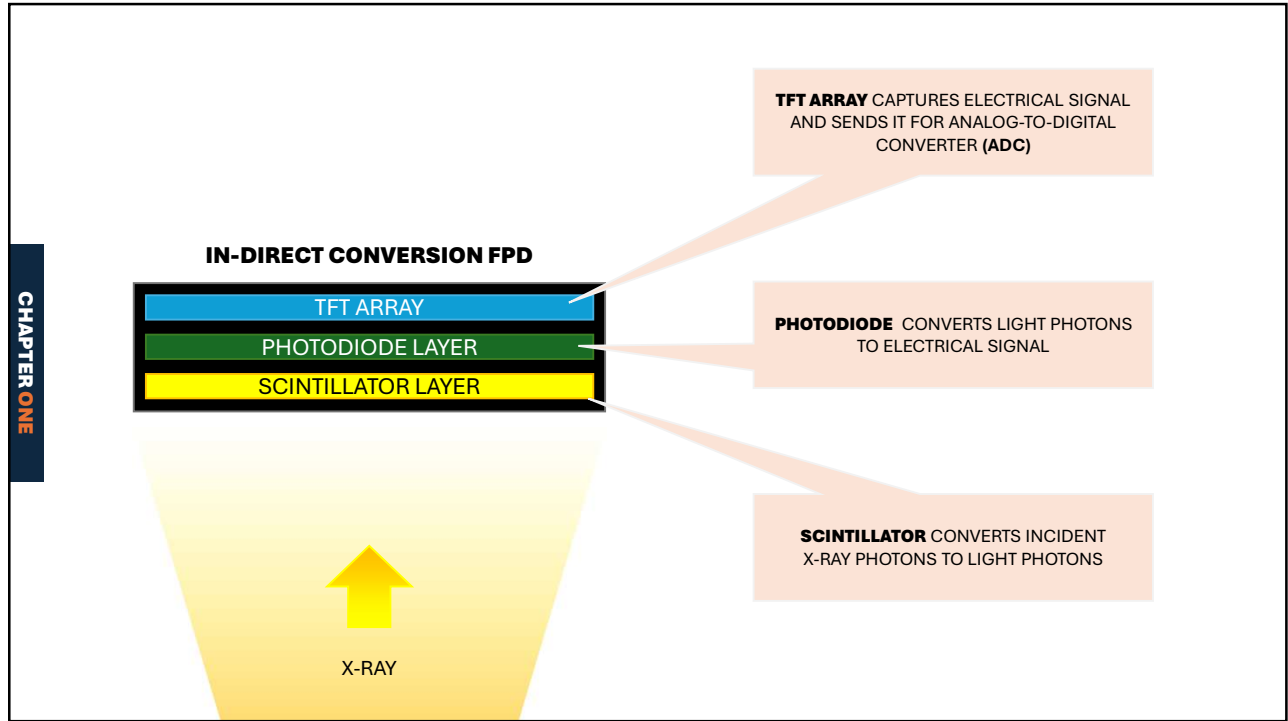 CHAPTER ONE
IN-DIRECT CONVERSION FPD
TFT ARRAY
PHOTODIODE LAYER
SCINTILLATOR LAYER
X-RAY
TFT ARRAY CAPTURES ELECTRICAL SIGNAL
AND SENDS IT FOR ANALOG-TO-DIGITAL
CONVERTER (ADC)
PHOTODIODE CONVERTS LIGHT PHOTONS
TO ELECTRICAL SIGNAL
SCINTILLATOR CONVERTS INCIDENT
X-RAY PHOTONS TO LIGHT PHOTONS